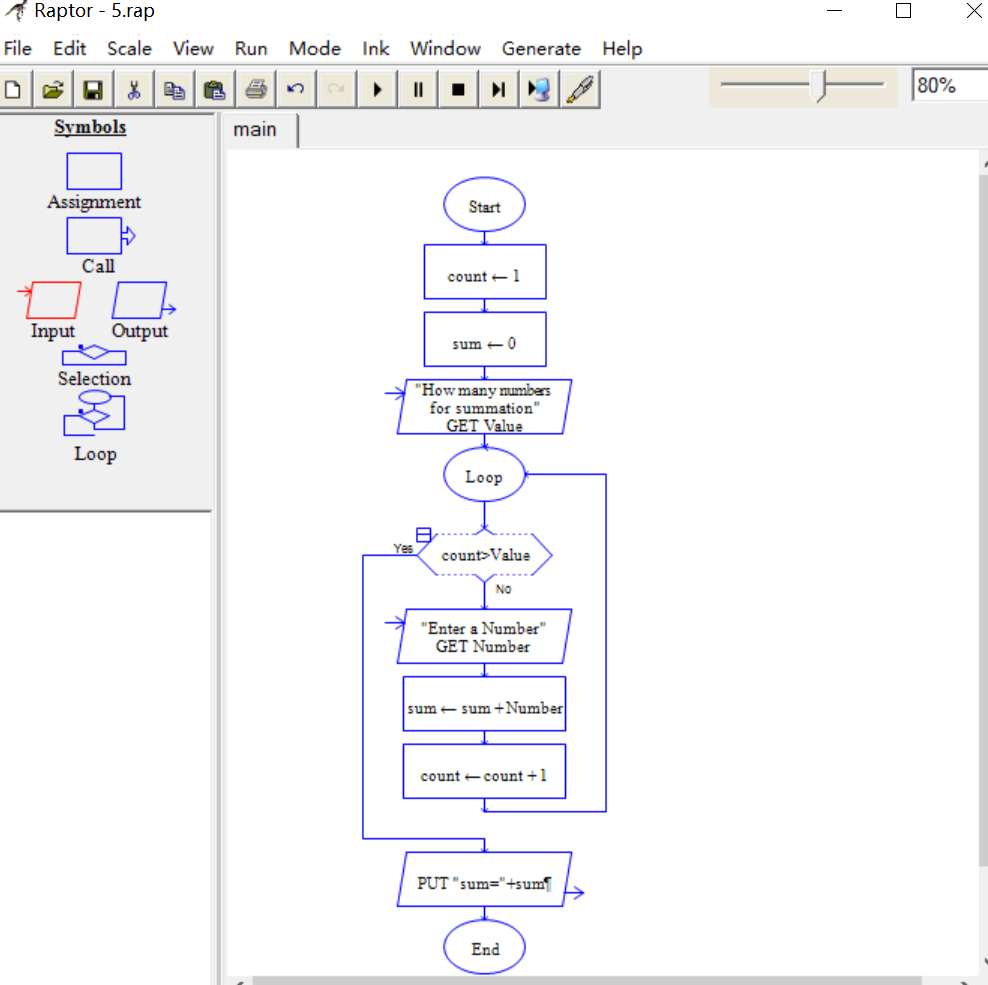 Raptor - 5.rap
File Edit Scale View Run Mode Ink Window Generate Help
80%
Symbols
Assignment
Call
Input Output
Selection
Loop
main
Start
count ← 1
sum ← 0
"How many numbers
for summation"
GET Value
Loop
Yes
count>Value
No
"Enter a Number"
GET Number
sum ← sum +Number
count ← count +1
PUT "sum="+sum¶
End